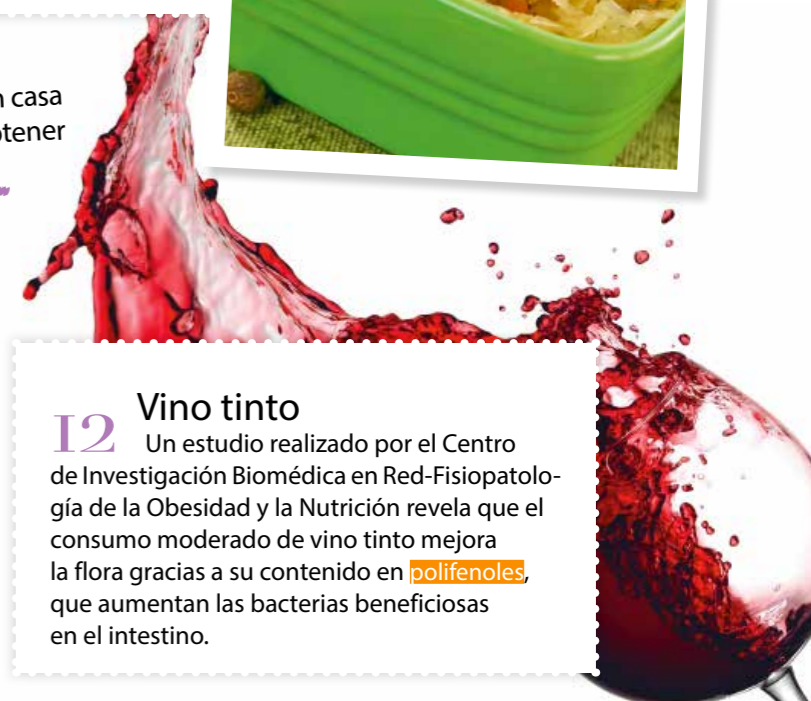 casa
12
Vino tinto
Un estudio realizado por el Centro
de Investigación Biomédica en Red-Fisiopatolo-
gía de la Obesidad y la Nutrición revela que el
consumo moderado de vino tinto mejora
la flora gracias a su contenido en polifenoles,
que aumentan las bacterias beneficiosas
en el intestino.